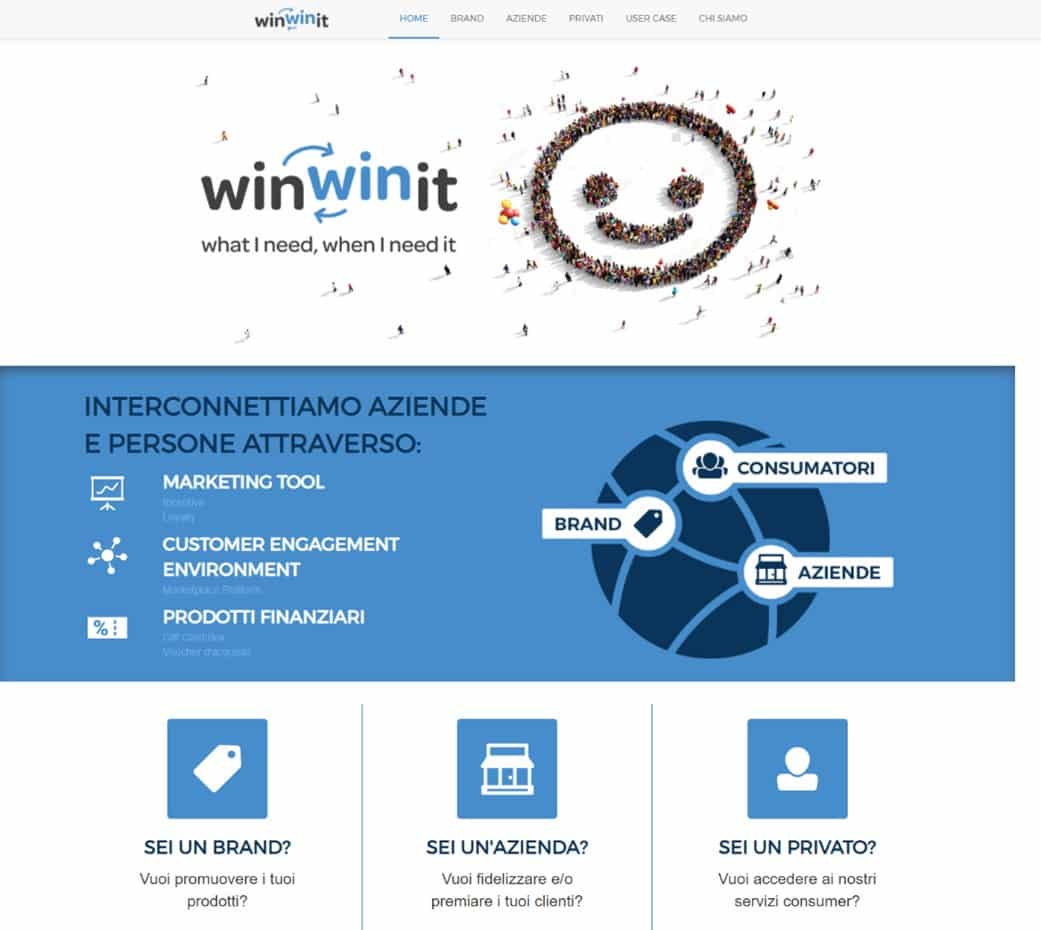 winwinit
HOME BRAND AZIENDE PRIVATI USER CASE CHI SIAMO
winwinit
what I need, when I need it
INTERCONNETTIAMO AZIENDE
E PERSONE ATTRAVERSO:
MARKETING TOOL
Incentive
Loyalty
CUSTOMER ENGAGEMENT
ENVIRONMENT
Marketplace Platform
PRODOTTI FINANZIARI
Voucher d'acquisto
CONSUMATORI
BRAND
AZIENDE
%
SEI UN BRAND?
Vuoi promuovere i tuoi
prodotti?
SEI UN'AZIENDA?
Vuoi fidelizzare e/o
premiare i tuoi clienti?
SEI UN PRIVATO?
Vuoi accedere ai nostri
servizi consumer?